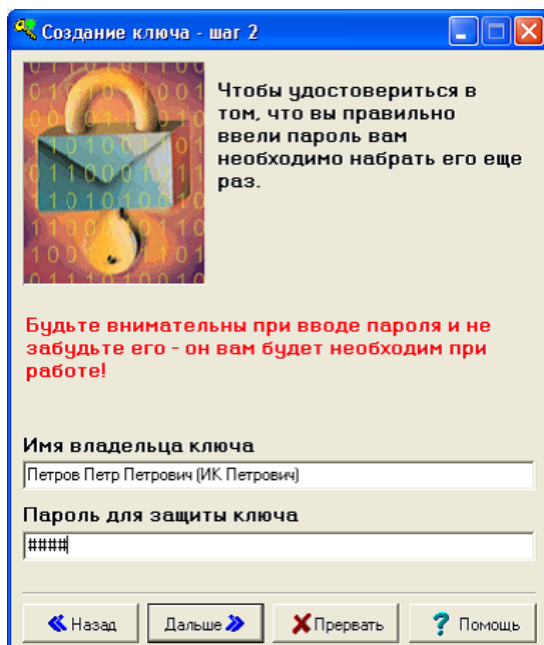 Создание ключа - шаг 2
Чтобы удостовериться в
том, что вы правильно
ввели пароль вам
необходимо набрать его еще
раз.
Будьте внимательны при вводе пароля и не
забудьте его - он вам будет необходим при
работе!
Имя владельца ключа
Петров Петр Петрович (ИК Петрович)
Пароль для защиты ключа
####
Назад Дальше Прервать Помощь